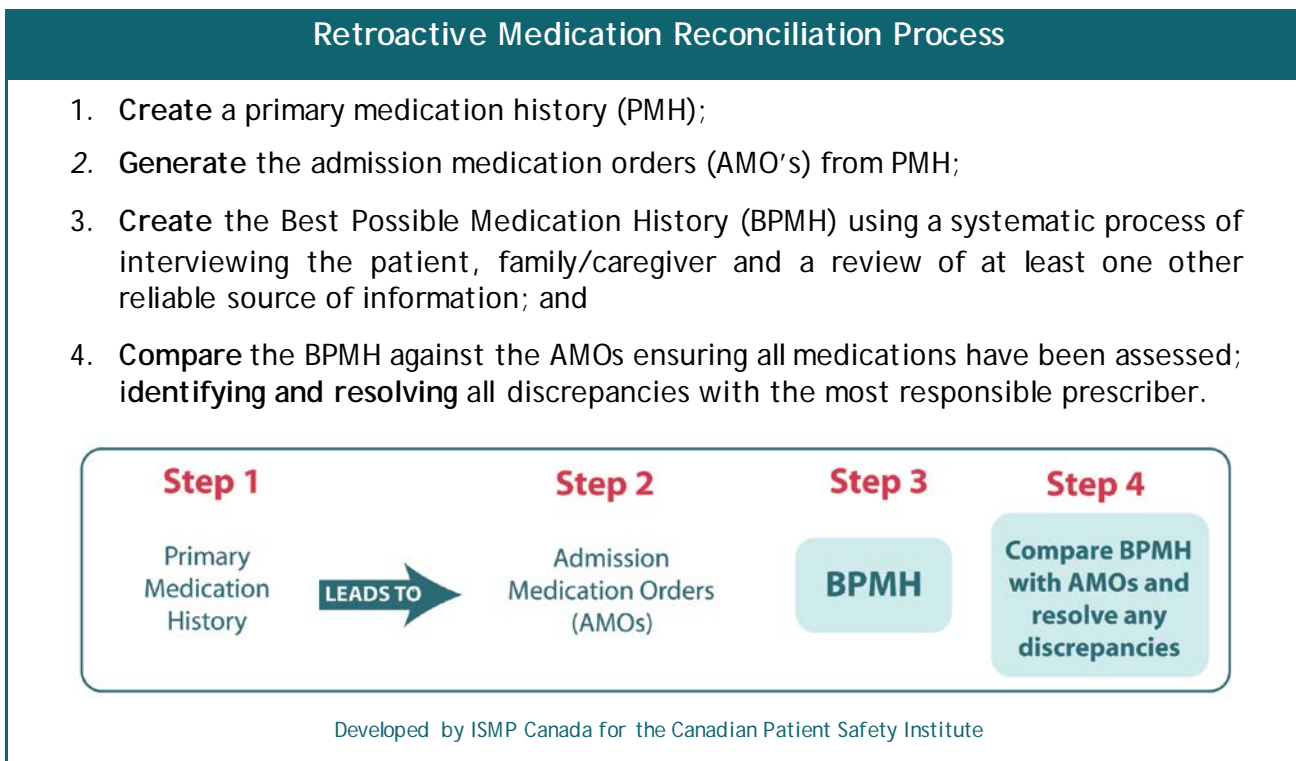 Retroactive Medication Reconciliation Process
1. Create a primary medication history (PMH);
2. Generate the admission medication orders (AMO's) from PMH;
3. Create the Best Possible Medication History (BPMH) using a systematic process of
interviewing the patient, family/caregiver and a review of at least one other
reliable source of information; and
4. Compare the BPMH against the AMOs ensuring all medications have been assessed;
identifying and resolving all discrepancies with the most responsible prescriber.
Step 1
Primary
Medication
History
LEADS TO
Step 2
Admission
Medication Orders
(AMOs)
Step 3
BPMH
Step 4
Compare BPMH
with AMOs and
resolve any
discrepancies
Developed by ISMP Canada for the Canadian Patient Safety Institute